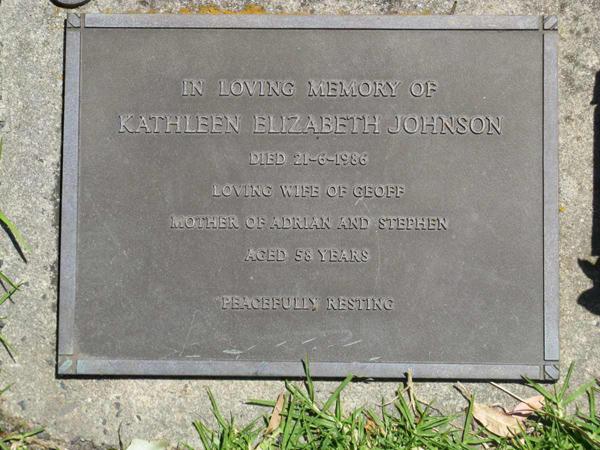 IN LOVING MEMORY OF
KATHLEEN ELIZABETH JOHNSON
DIED 21-6-1986
LOVING WIFE OF GEOFF
MOTHER OF ADRIAN AND STEPHEN
AGED 58 YEARS
PEACEFULLY RESTING